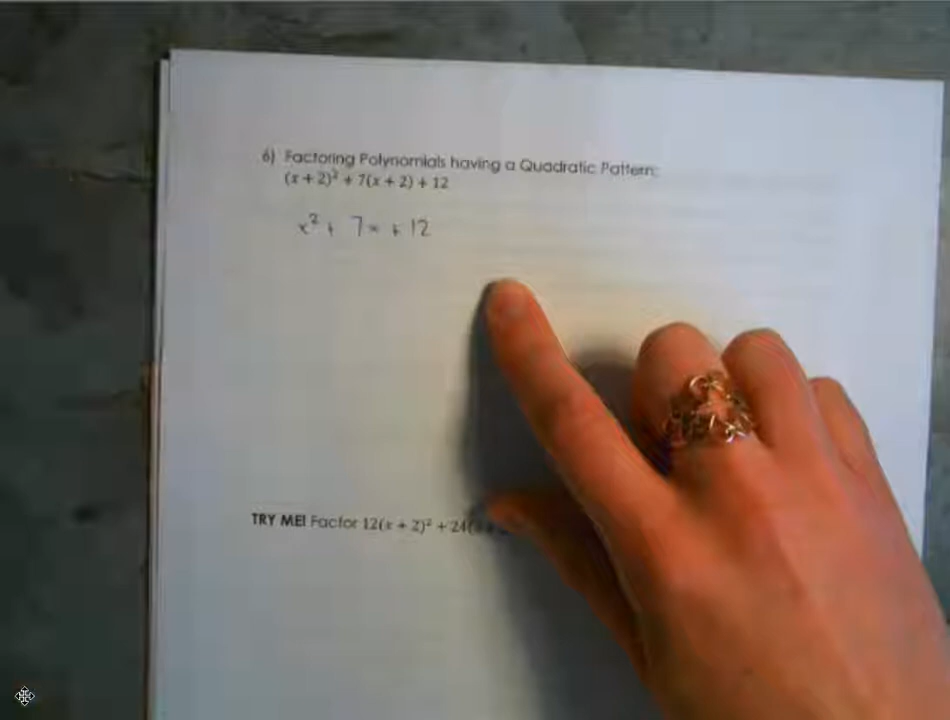 6) Factoring Polynomials having a Quadratic Pattern:
(x + 2)² + 7(x + 2) + 12
x² + 7x + 12
TRY ME! Factor 12(x + 2)² + 24(x